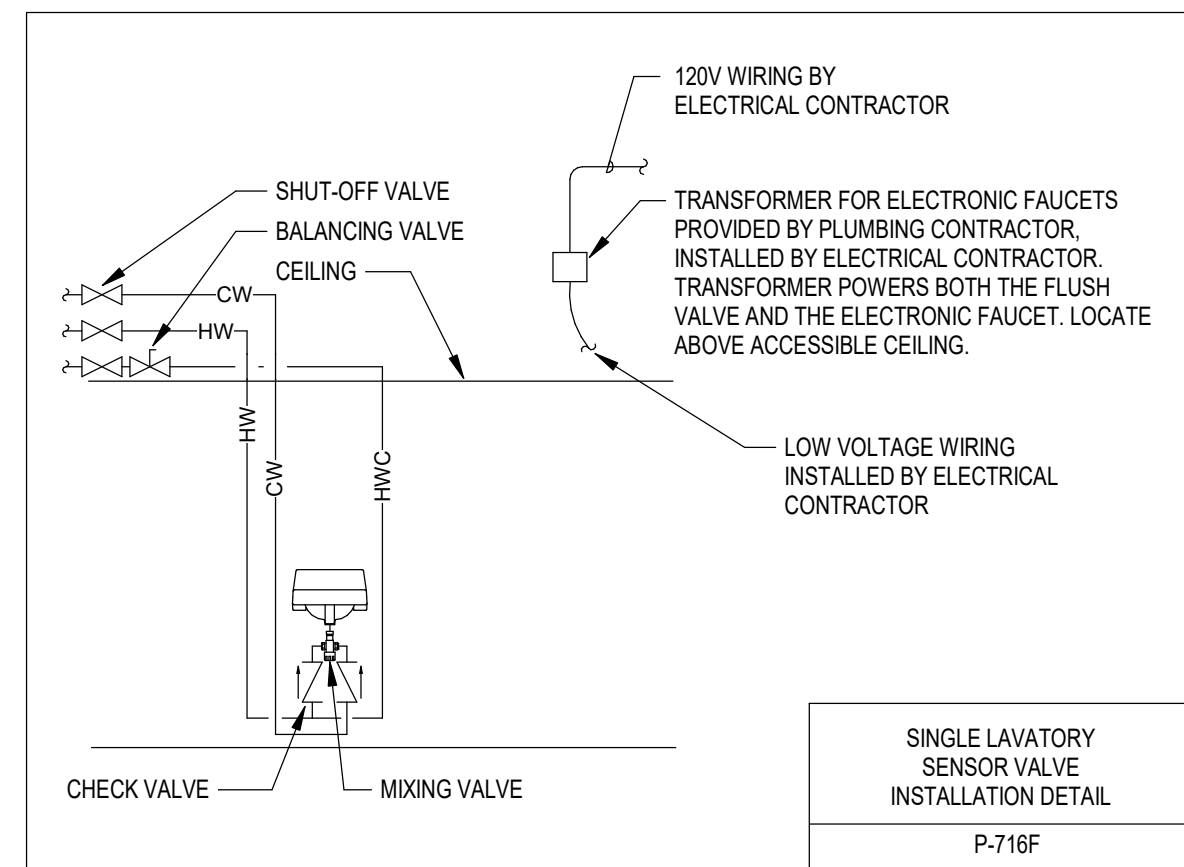 120V WIRING BY
ELECTRICAL CONTRACTOR
SHUT-OFF VALVE
BALANCING VALVE
CEILING
TRANSFORMER FOR ELECTRONIC FAUCETS
PROVIDED BY PLUMBING CONTRACTOR,
INSTALLED BY ELECTRICAL CONTRACTOR.
TRANSFORMER POWERS BOTH THE FLUSH
VALVE AND THE ELECTRONIC FAUCET. LOCATE
ABOVE ACCESSIBLE CEILING.
CW
HW
HW
CW
HWC
LOW VOLTAGE WIRING
INSTALLED BY ELECTRICAL
CONTRACTOR
CHECK VALVE
MIXING VALVE
SINGLE LAVATORY
SENSOR VALVE
INSTALLATION DETAIL
P-716F